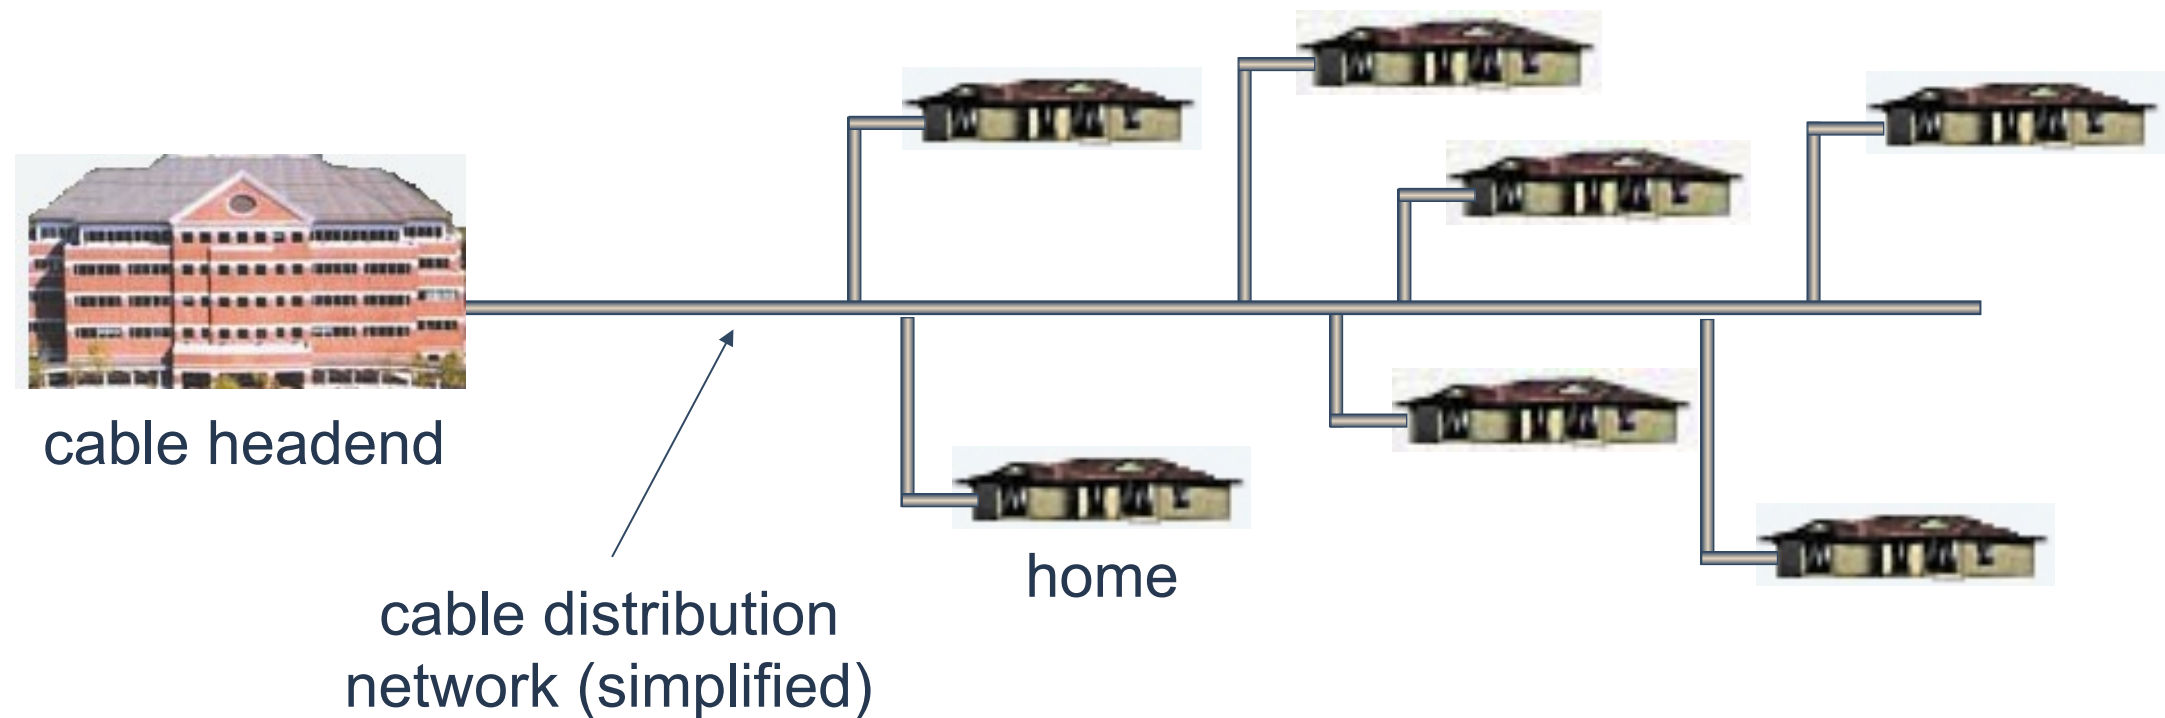 cable headend
home
cable distribution
network (simplified)